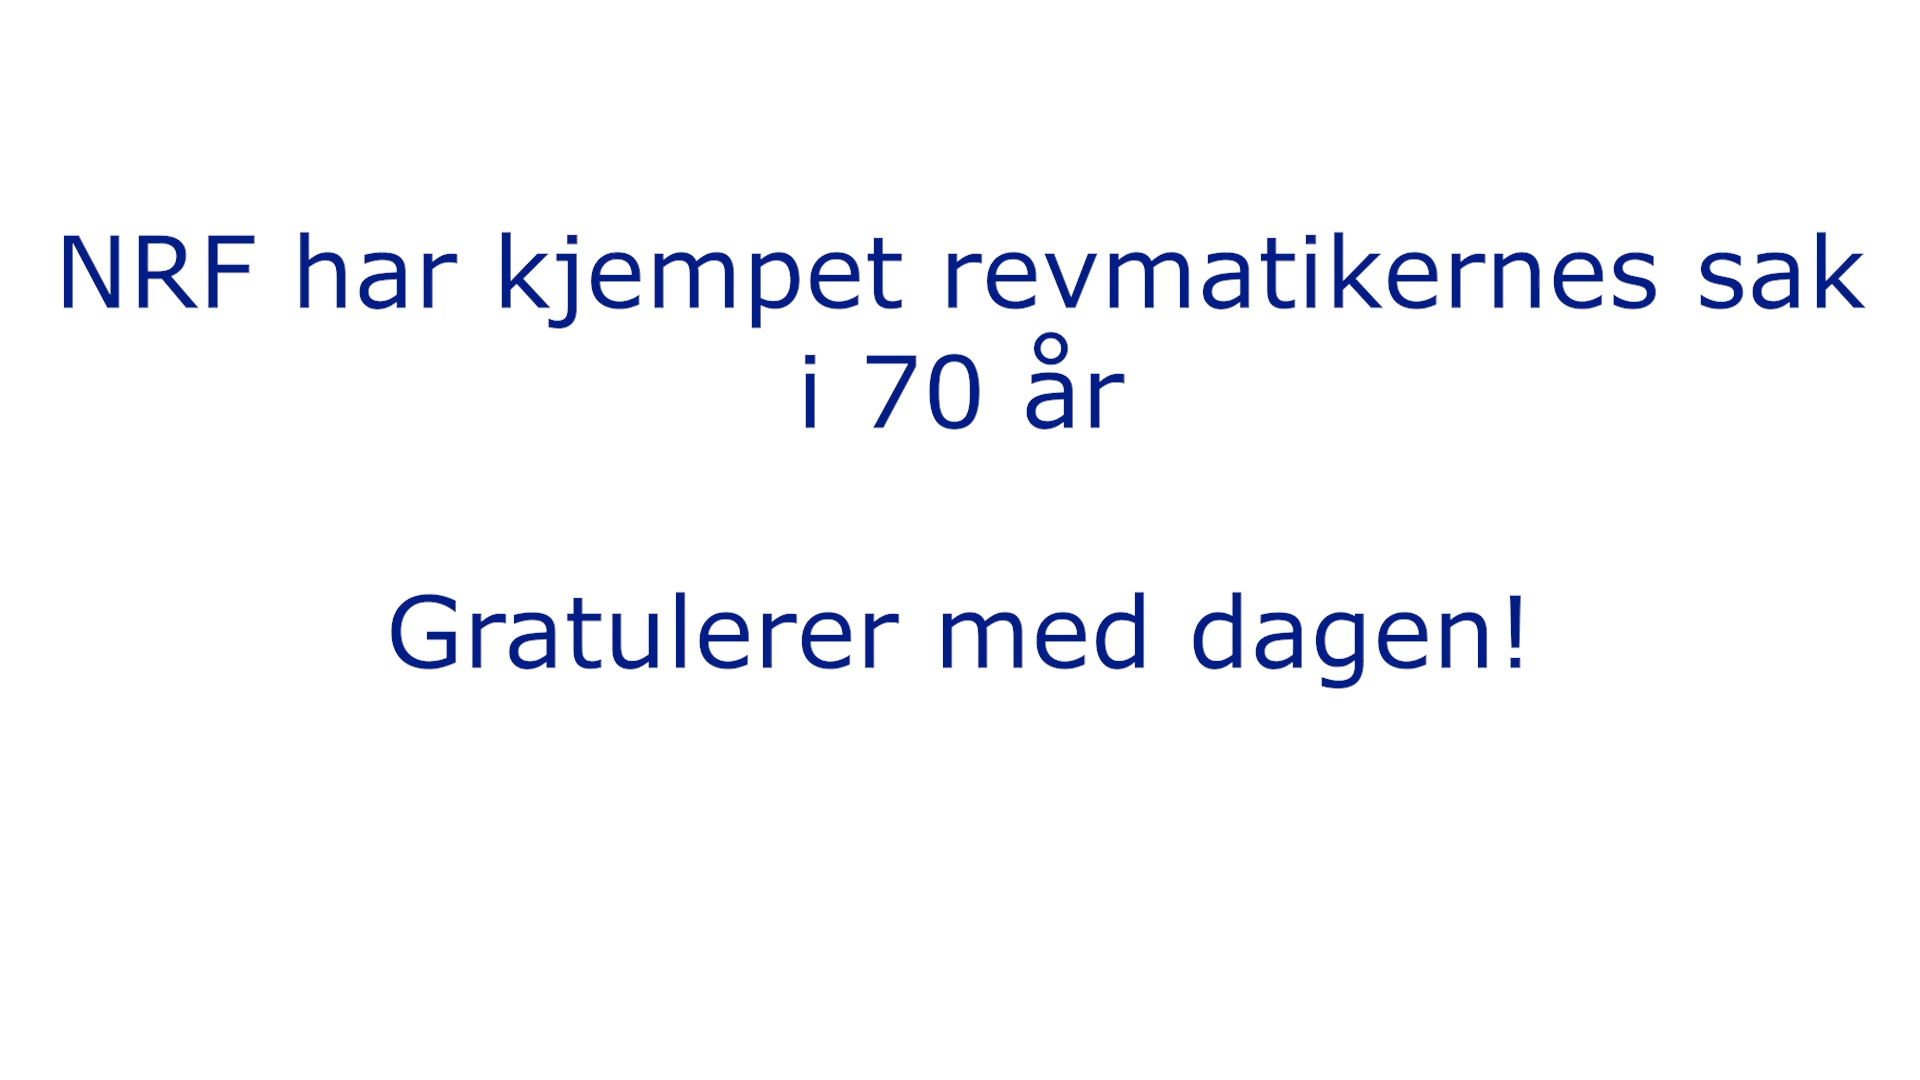 NRF har kjempet revmatikernes sak
i 70 år
Gratulerer med dagen!